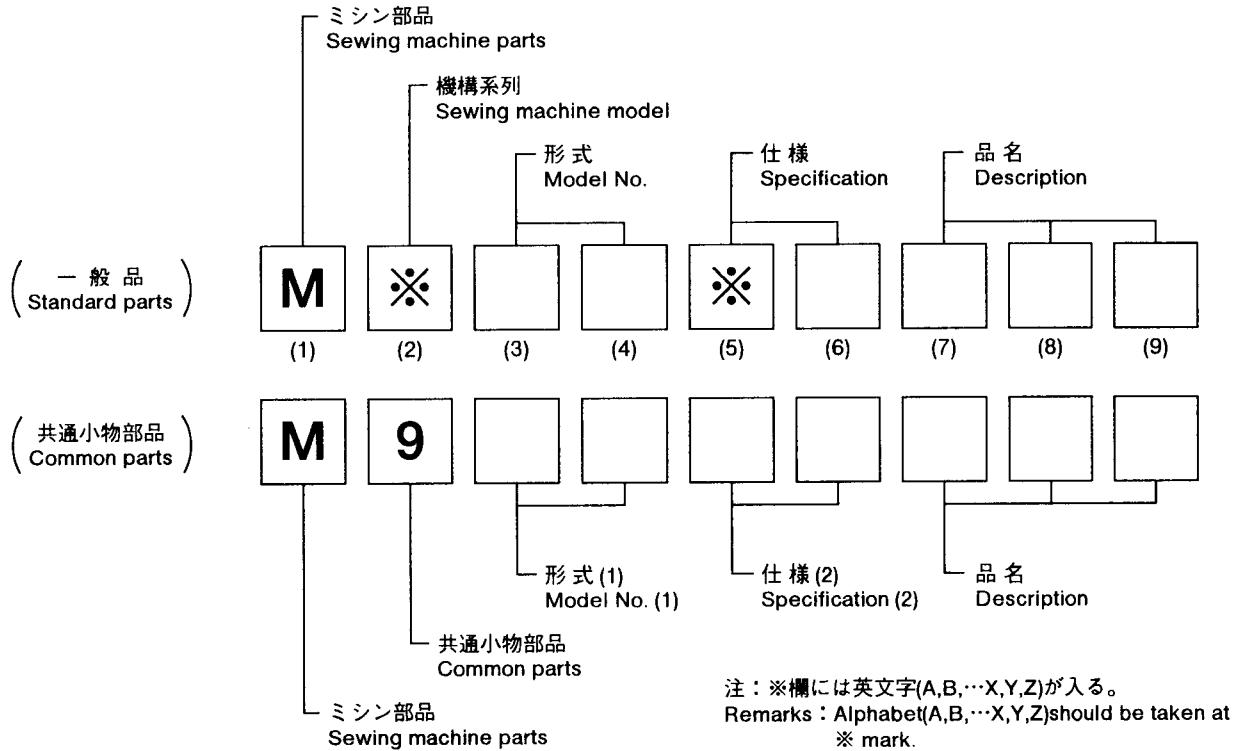 ミシン部品
Sewing machine parts
機構系列
Sewing machine model
形 式
Model No.
仕 様
Specification
品 名
Description
一 般 品
Standard parts
M ※ ※
(1) (2) (3) (4) (5) (6) (7) (8) (9)
共通小物部品
Common parts
M 9
形 式 (1)
Model No. (1)
仕 様 (2)
Specification (2)
品 名
Description
共通小物部品
Common parts
ミシン部品
Sewing machine parts
注：※欄には英文字(A,B,…X,Y,Z)が入る。
Remarks：Alphabet(A,B,…X,Y,Z)should be taken at
※ mark.